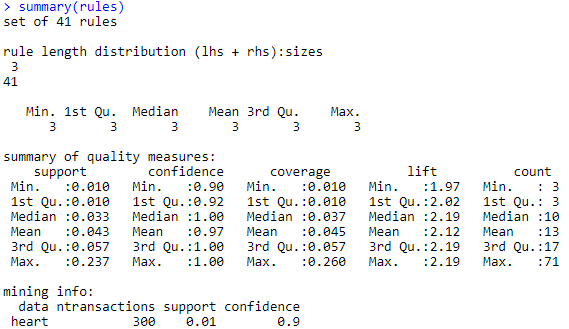 > summary(rules)
set of 41 rules
rule length distribution (lhs + rhs):sizes
3
41
Min. 1st Qu. Median Mean 3rd Qu. Max.
3 3 3 3 3 3
summary of quality measures:
support confidence coverage lift count
Min. :0.010 Min. :0.90 Min. :0.010 Min. :1.97 Min. : 3
1st Qu.:0.010 1st Qu.:0.92 1st Qu.:0.010 1st Qu.:2.02 1st Qu.: 3
Median :0.033 Median :1.00 Median :0.037 Median :2.19 Median :10
Mean :0.043 Mean :0.97 Mean :0.045 Mean :2.12 Mean :13
3rd Qu.:0.057 3rd Qu.:1.00 3rd Qu.:0.057 3rd Qu.:2.19 3rd Qu.:17
Max. :0.237 Max. :1.00 Max. :0.260 Max. :2.19 Max. :71
mining info:
data ntransactions support confidence
heart 300 0.01 0.9